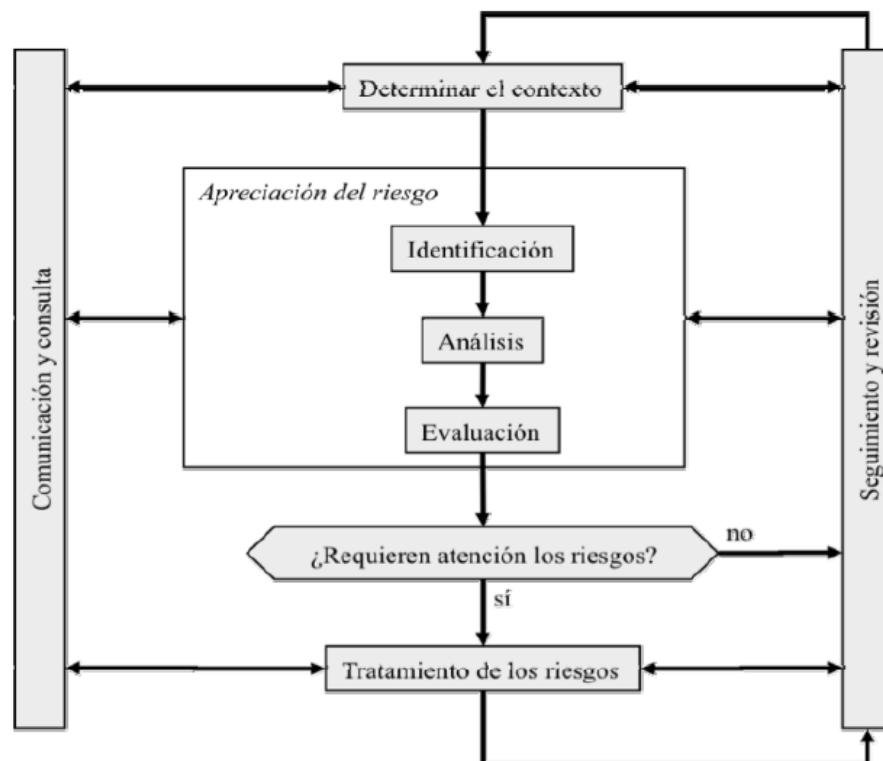 Determinar el contexto
Apreciación del riesgo
Identificación
Análisis
Evaluación
¿Requieren atención los riesgos?
no
sí
Tratamiento de los riesgos
Comunicación y consulta
Seguimiento y revisión